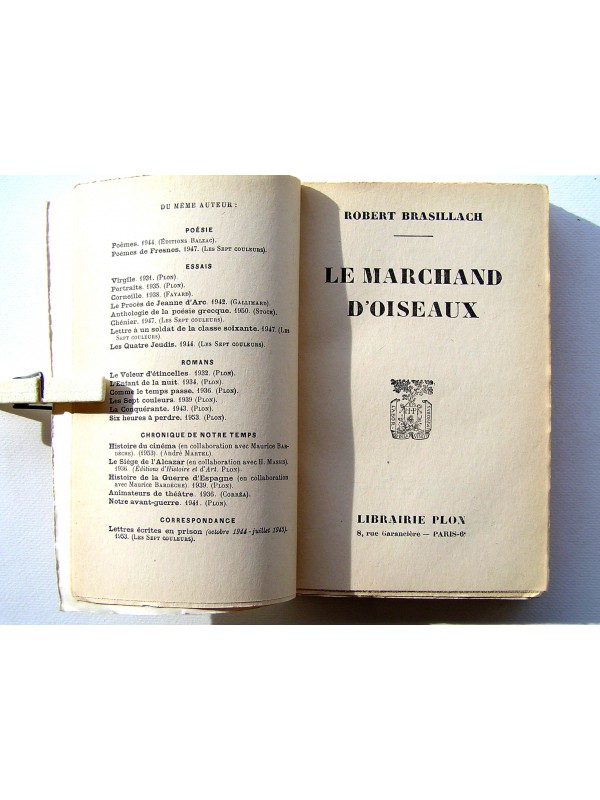 DU MÊME AUTEUR :
POÉSIE
Poèmes. 1944. (Éditions Balzac).
Poèmes de Fresnes. 1947. (Les Sept couleurs).
ESSAIS
Virgile. 1931. (Plon).
Portraits. 1935. (Plon).
Corneille. 1938. (Fayard).
Le Procès de Jeanne d'Arc. 1942. (Gallimard).
Anthologie de la poésie grecque. 1950. (Stock).
Chénier. 1947. (Les Sept couleurs).
Lettre à un soldat de la classe soixante. 1947. (Les
Sept couleurs).
Les Quatre Jeudis. 1944. (Les Sept couleurs).
ROMANS
Le Voleur d'étincelles. 1932. (Plon).
L'Enfant de la nuit. 1934. (Plon).
Comme le temps passe. 1936. (Plon).
Les Sept couleurs. 1939 (Plon).
La Conquérante. 1943. (Plon).
Six heures à perdre. 1953. (Plon).
CHRONIQUE DE NOTRE TEMPS
Histoire du cinéma (en collaboration avec Maurice Bar-
dèche). (1953). (André Martel).
Le Siège de l'Alcazar (en collaboration avec H. Massis).
1936. (Éditions d'Histoire et d'Art. Plon).
Histoire de la Guerre d'Espagne (en collaboration
avec Maurice Bardèche). 1939. (Plon).
Animateurs de théâtre. 1936. (Corrêa).
Notre avant-guerre. 1941. (Plon).
CORRESPONDANCE
Lettres écrites en prison (octobre 1944 - juillet 1945).
1953. (Les Sept couleurs).
ROBERT BRASILLACH
LE MARCHAND
D'OISEAUX
LIBRAIRIE PLON
8, rue Garancière — PARIS-6e